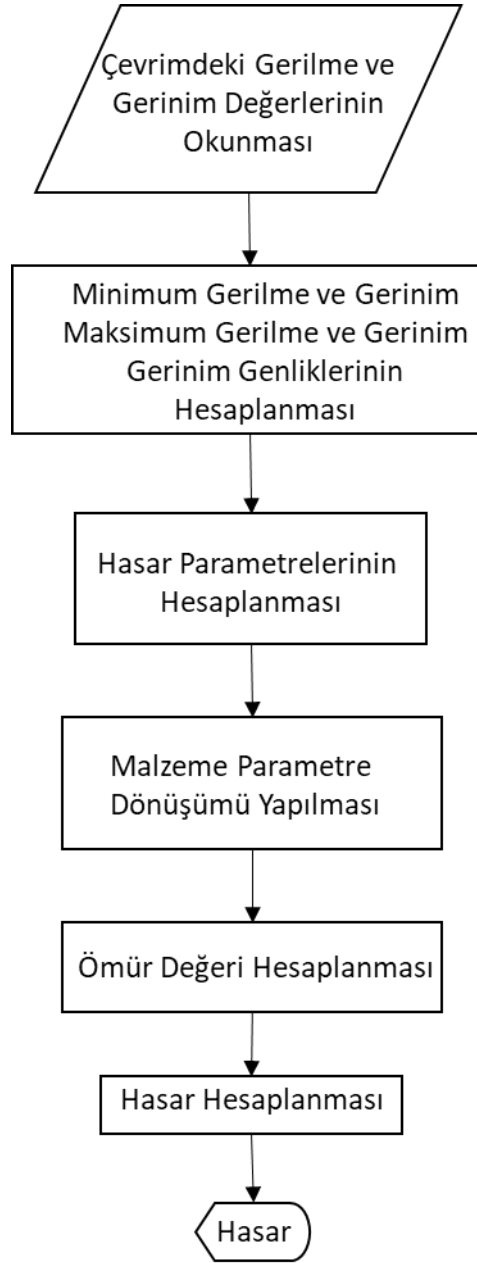 Çevrimdeki Gerilme ve
Gerinim Değerlerinin
Okunması
Minimum Gerilme ve Gerinim
Maksimum Gerilme ve Gerinim
Gerinim Genliklerinin
Hesaplanması
Hasar Parametrelerinin
Hesaplanması
Malzeme Parametre
Dönüşümü Yapılması
Ömür Değeri Hesaplanması
Hasar Hesaplanması
Hasar